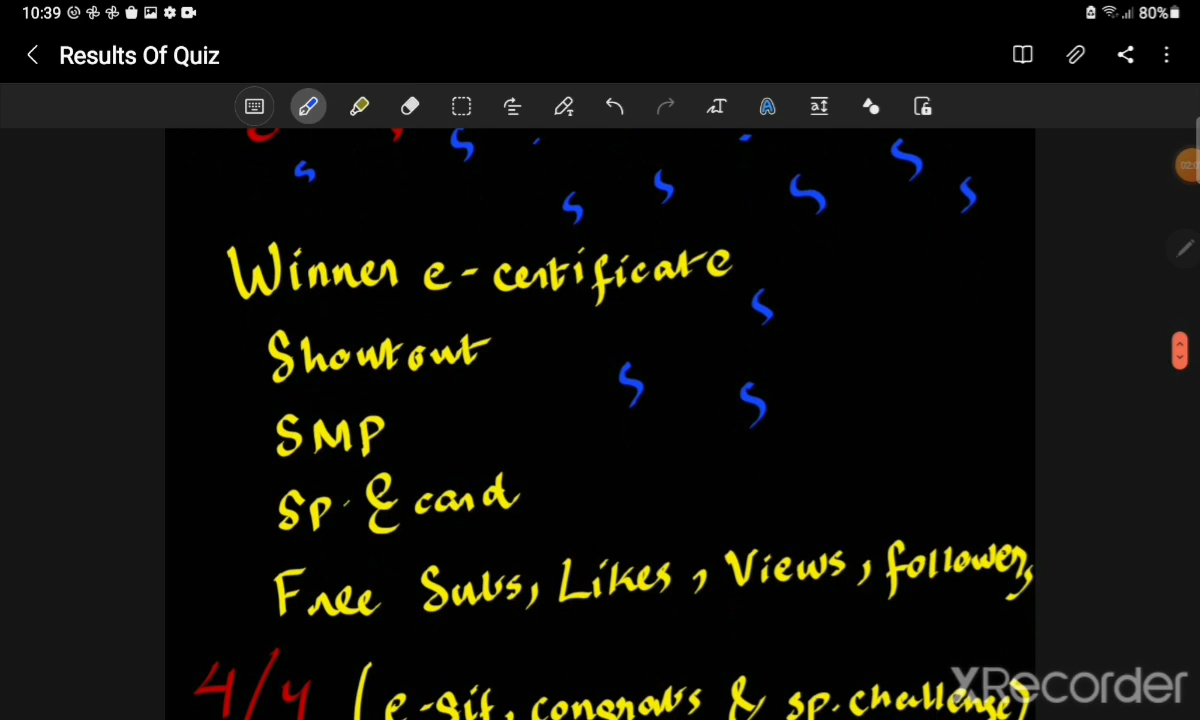 10:39 80%
Results Of Quiz
Winner e-certificate
Shoutout
SMP
Sp. E card
Free Subs, Likes, Views, followers
4/4 (e-gif, congrats & sp. challenge)
XRecorder